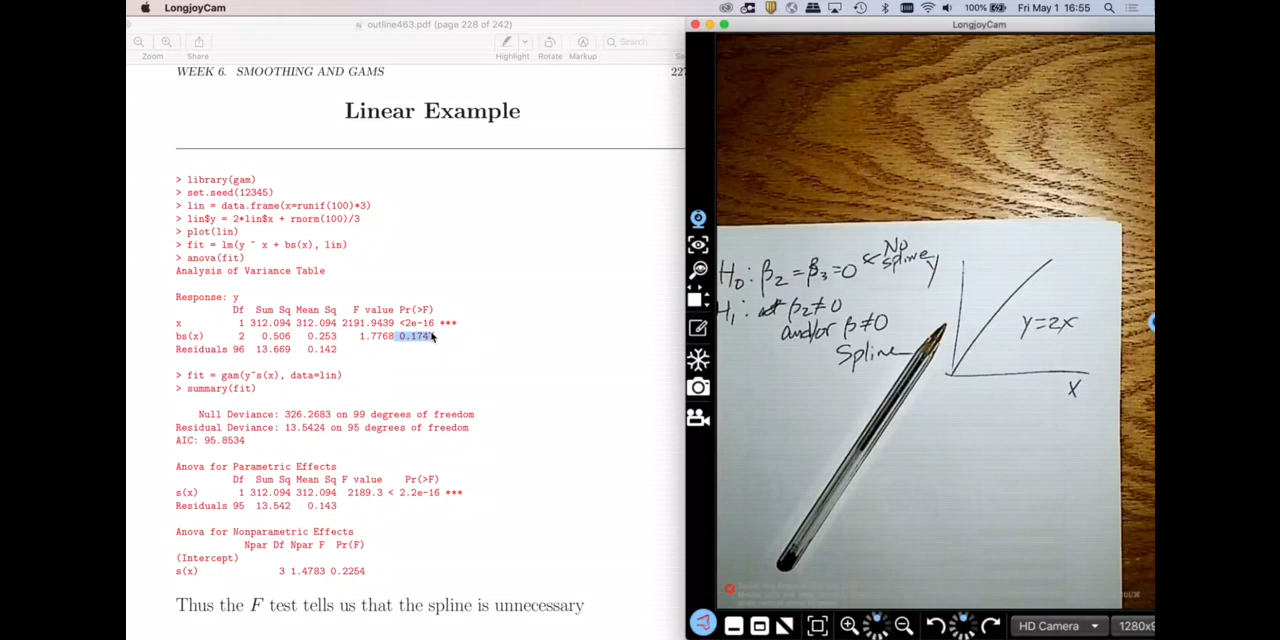 LongjoyCam
100%
Fri May 1 16:55
outline463.pdf (page 228 of 242)
LongjoyCam
Search
Zoom
Share
Highlight
Rotate
Markup
WEEK 6. SMOOTHING AND GAMS
227
Linear Example
> library(gam)
> set.seed(12345)
> lin = data.frame(x=runif(100)*3)
> lin$y = 2*lin$x + rnorm(100)/3
> plot(lin)
> fit = lm(y ~ x + bs(x), lin)
> anova(fit)
Analysis of Variance Table
Response: y
Df Sum Sq Mean Sq F value Pr(>F)
x 1 312.094 312.094 2191.9439 <2e-16 ***
bs(x) 2 0.506 0.253 1.7768 0.174
Residuals 96 13.669 0.142
> fit = gam(y~s(x), data=lin)
> summary(fit)
Null Deviance: 326.2683 on 99 degrees of freedom
Residual Deviance: 13.5424 on 95 degrees of freedom
AIC: 95.8534
Anova for Parametric Effects
Df Sum Sq Mean Sq F value Pr(>F)
s(x) 1 312.094 312.094 2189.3 < 2.2e-16 ***
Residuals 95 13.542 0.143
Anova for Nonparametric Effects
Npar Df Npar F Pr(F)
(Intercept)
s(x) 3 1.4783 0.2254
Thus the F test tells us that the spline is unnecessary
H₀: β₂ = β₃ = 0
No
spline
H₁: β₂ ≠ 0
and/or β ≠ 0
Spline
y
y = 2x
x
HD Camera
1280x9